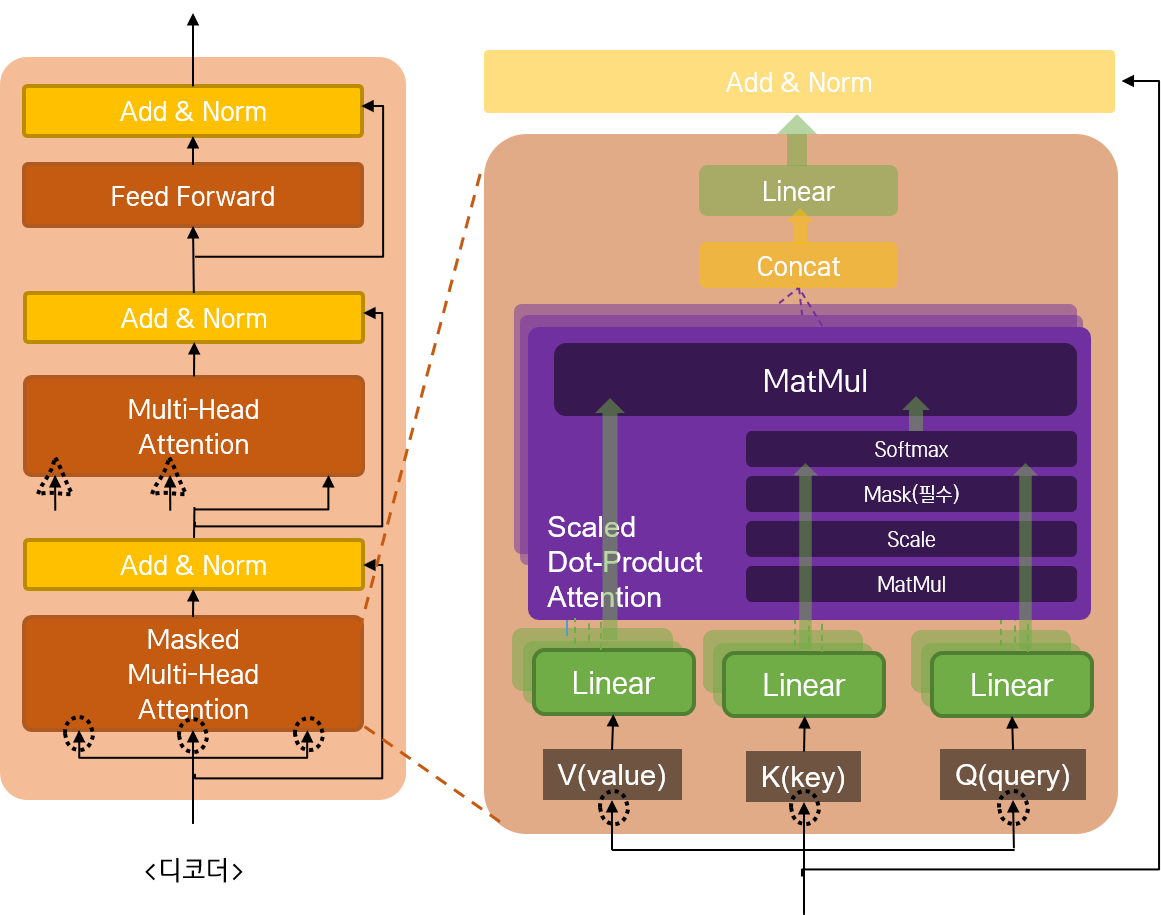 Add & Norm
Feed Forward
Add & Norm
Multi-Head
Attention
Add & Norm
Masked
Multi-Head
Attention
<디코더>
Add & Norm
Linear
Concat
MatMul
Softmax
Mask(필수)
Scale
MatMul
Scaled
Dot-Product
Attention
Linear
Linear
Linear
V(value)
K(key)
Q(query)